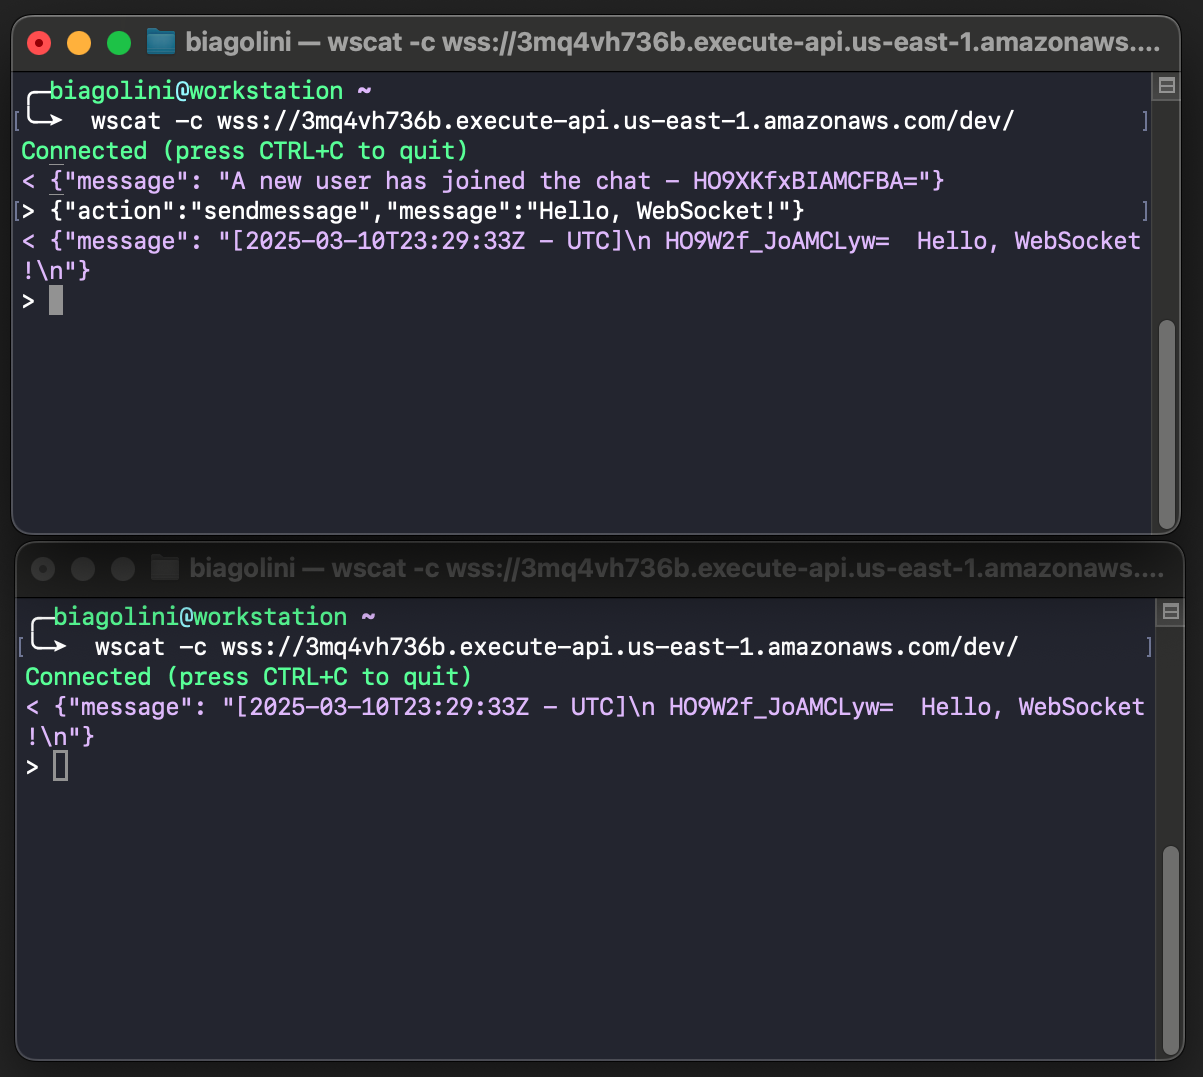 biagolini — wscat -c wss://3mq4vh736b.execute-api.us-east-1.amazonaws....
biagolini@workstation ~
wscat -c wss://3mq4vh736b.execute-api.us-east-1.amazonaws.com/dev/
Connected (press CTRL+C to quit)
< {"message": "A new user has joined the chat - HO9XKfxBIAMCFBA="}
> {"action":"sendmessage","message":"Hello, WebSocket!"}
< {"message": "[2025-03-10T23:29:33Z - UTC]\n HO9W2f_JoAMCLyw=  Hello, WebSocket
!\n"}
>
biagolini — wscat -c wss://3mq4vh736b.execute-api.us-east-1.amazonaws....
biagolini@workstation ~
wscat -c wss://3mq4vh736b.execute-api.us-east-1.amazonaws.com/dev/
Connected (press CTRL+C to quit)
< {"message": "[2025-03-10T23:29:33Z - UTC]\n HO9W2f_JoAMCLyw=  Hello, WebSocket
!\n"}
>